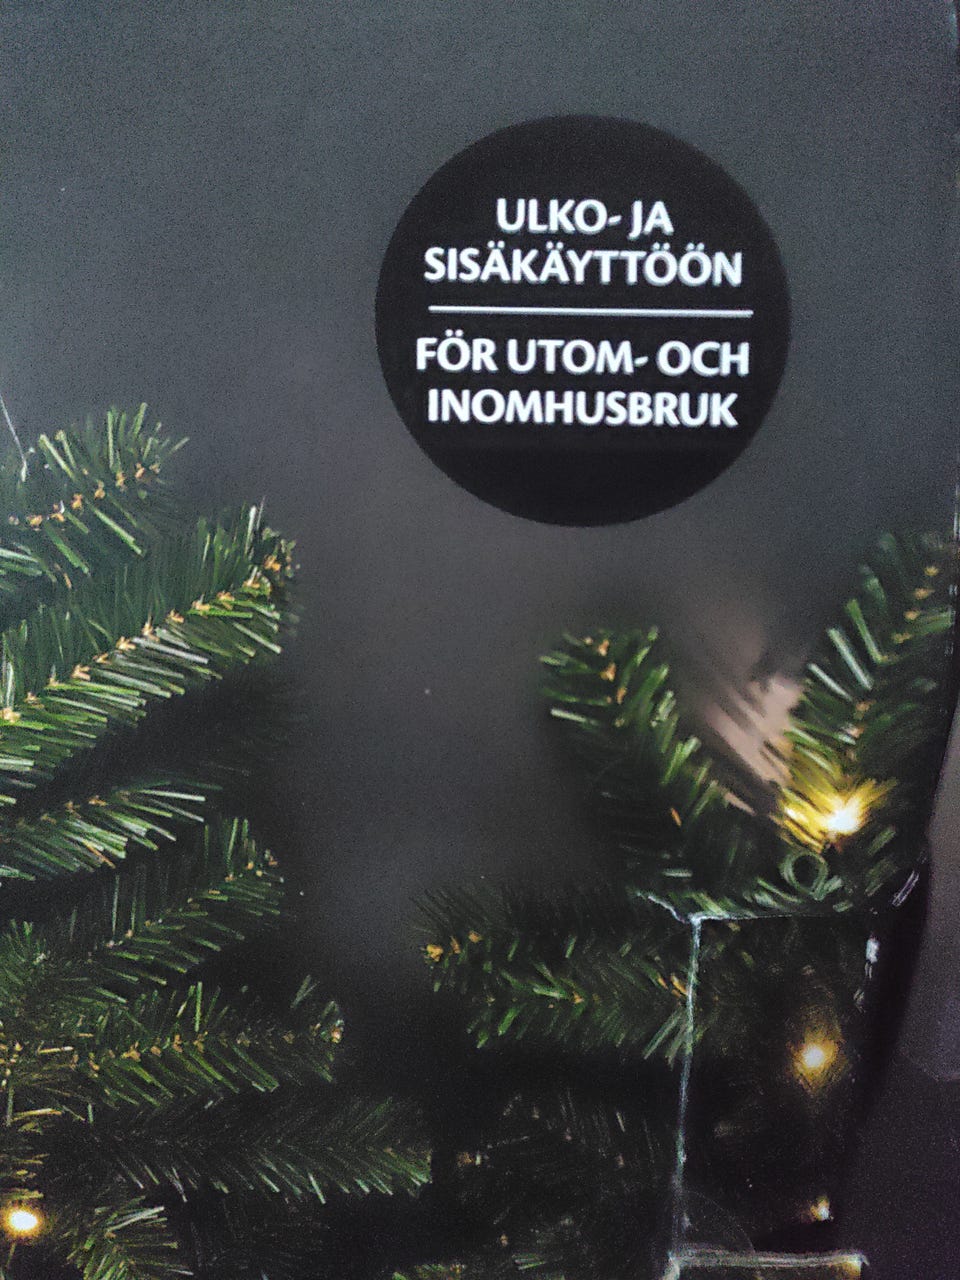 ULKO- JA
SISÄKÄYTTÖÖN
FÖR UTOM- OCH
INOMHUSBRUK